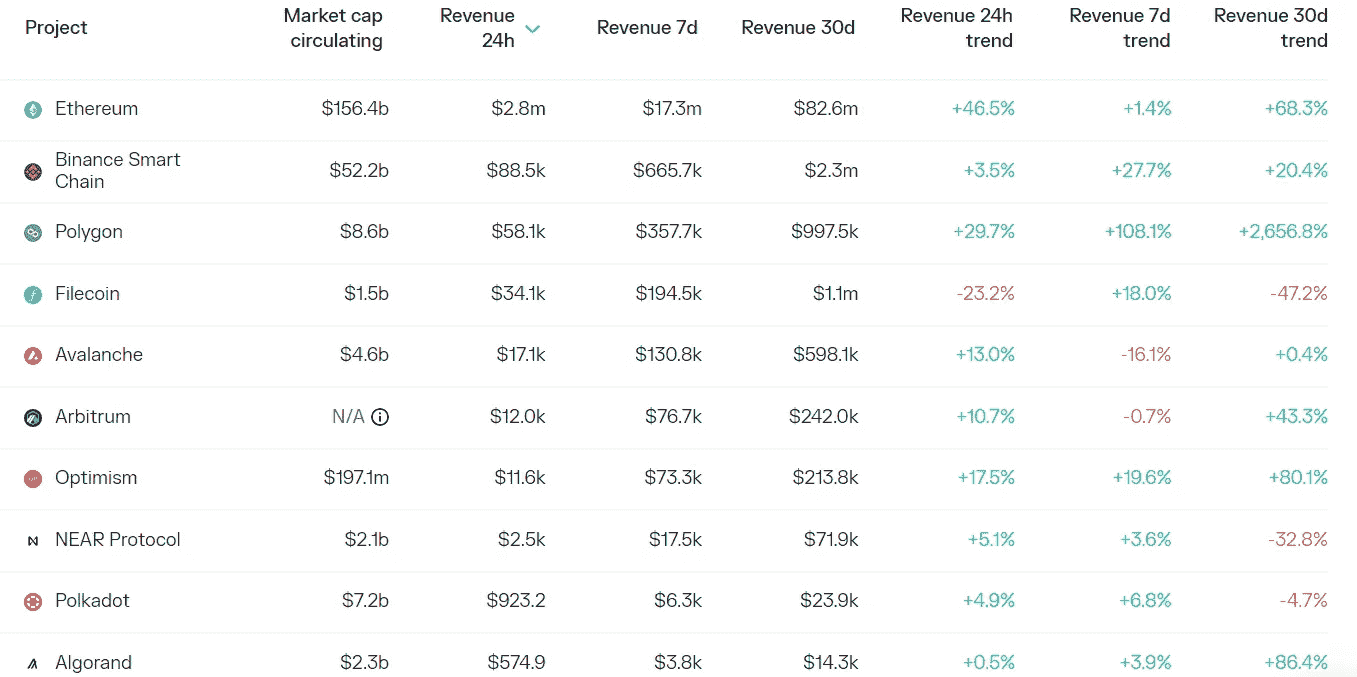 Project Market cap circulating Revenue 24h Revenue 7d Revenue 30d Revenue 24h trend Revenue 7d trend Revenue 30d trend
Ethereum $156.4b $2.8m $17.3m $82.6m +46.5% +1.4% +68.3%
Binance Smart Chain $52.2b $88.5k $665.7k $2.3m +3.5% +27.7% +20.4%
Polygon $8.6b $58.1k $357.7k $997.5k +29.7% +108.1% +2,656.8%
Filecoin $1.5b $34.1k $194.5k $1.1m -23.2% +18.0% -47.2%
Avalanche $4.6b $17.1k $130.8k $598.1k +13.0% -16.1% +0.4%
Arbitrum N/A $12.0k $76.7k $242.0k +10.7% -0.7% +43.3%
Optimism $197.1m $11.6k $73.3k $213.8k +17.5% +19.6% +80.1%
NEAR Protocol $2.1b $2.5k $17.5k $71.9k +5.1% +3.6% -32.8%
Polkadot $7.2b $923.2 $6.3k $23.9k +4.9% +6.8% -4.7%
Algorand $2.3b $574.9 $3.8k $14.3k +0.5% +3.9% +86.4%